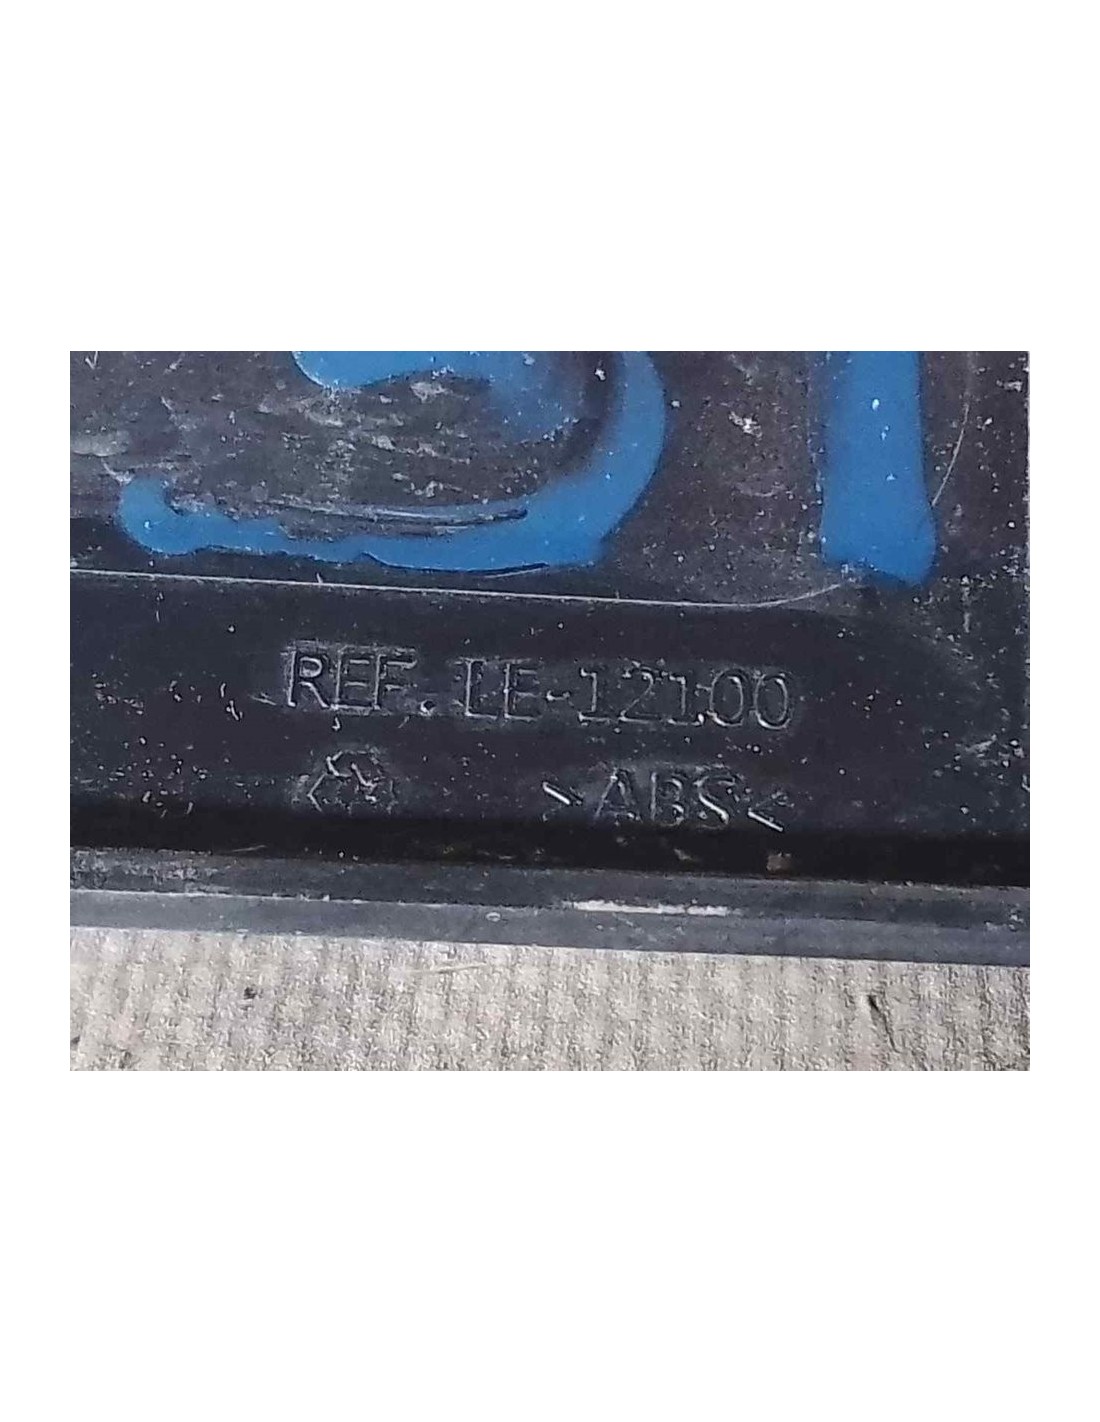 REF. LE-12100
>ABS<